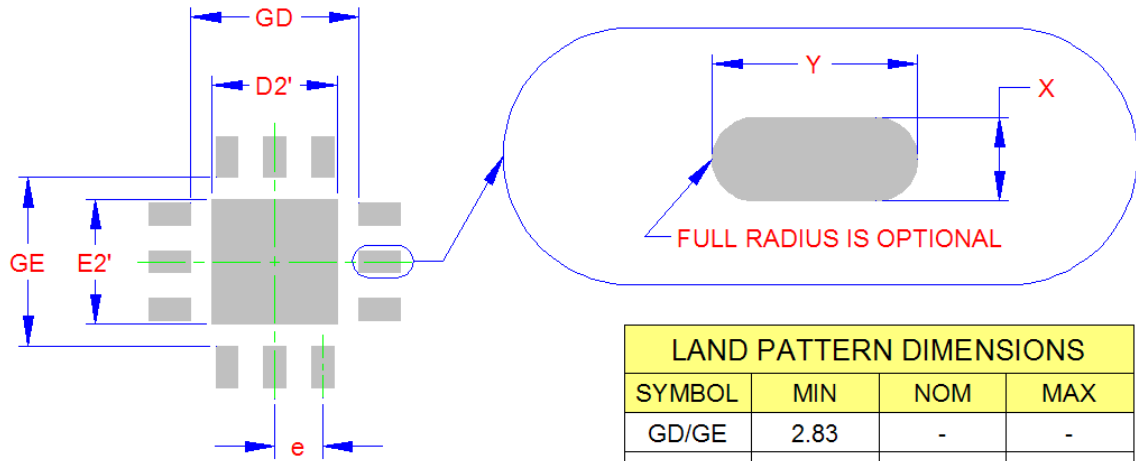 GD
D2'
Y
X
FULL RADIUS IS OPTIONAL
GE
E2'
e
LAND PATTERN DIMENSIONS
SYMBOL MIN NOM MAX
GD/GE 2.83 - -